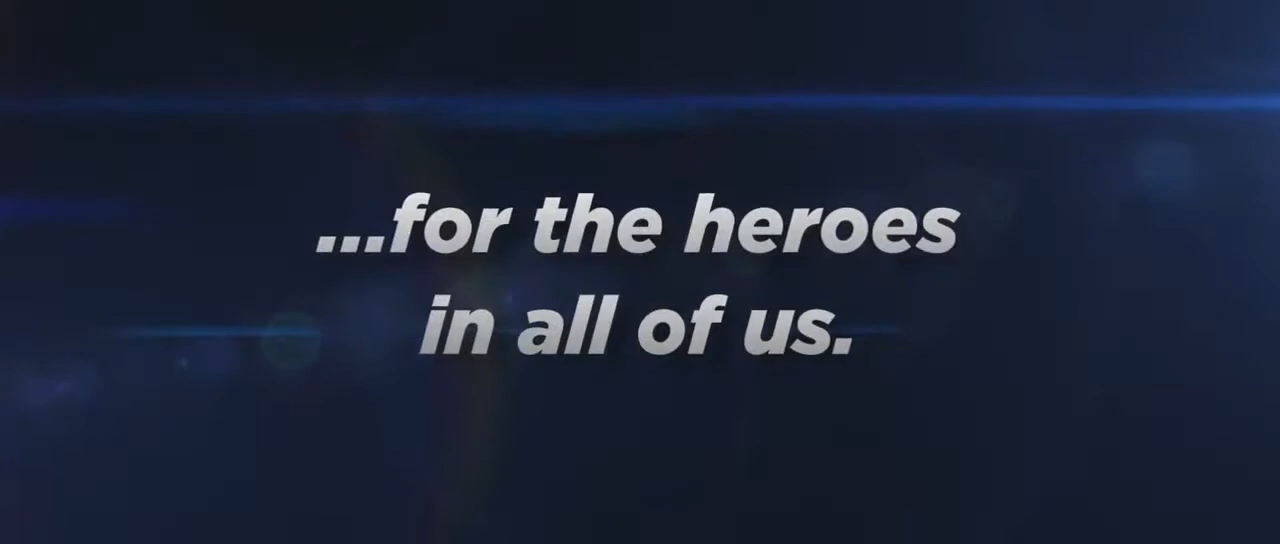 ...for the heroes
in all of us.